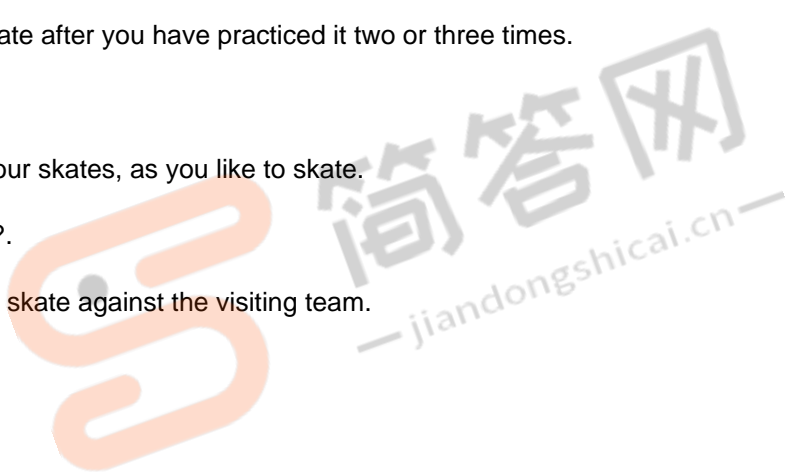 ate after you have practiced it two or three times.
our skates, as you like to skate.
?.
skate against the visiting team.
简答网
jiandongshicai.cn